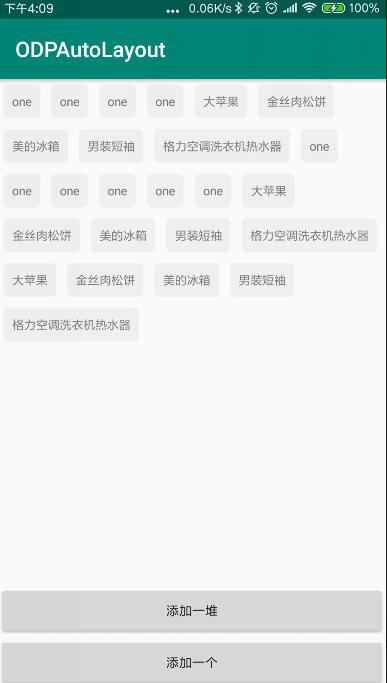 下午4:09 ... 0.06K/s 100%
ODPAutoLayout
one one one one 大苹果 金丝肉松饼
美的冰箱 男装短袖 格力空调洗衣机热水器 one
one one one one one 大苹果
金丝肉松饼 美的冰箱 男装短袖 格力空调洗衣机热水器
大苹果 金丝肉松饼 美的冰箱 男装短袖
格力空调洗衣机热水器
添加一堆
添加一个